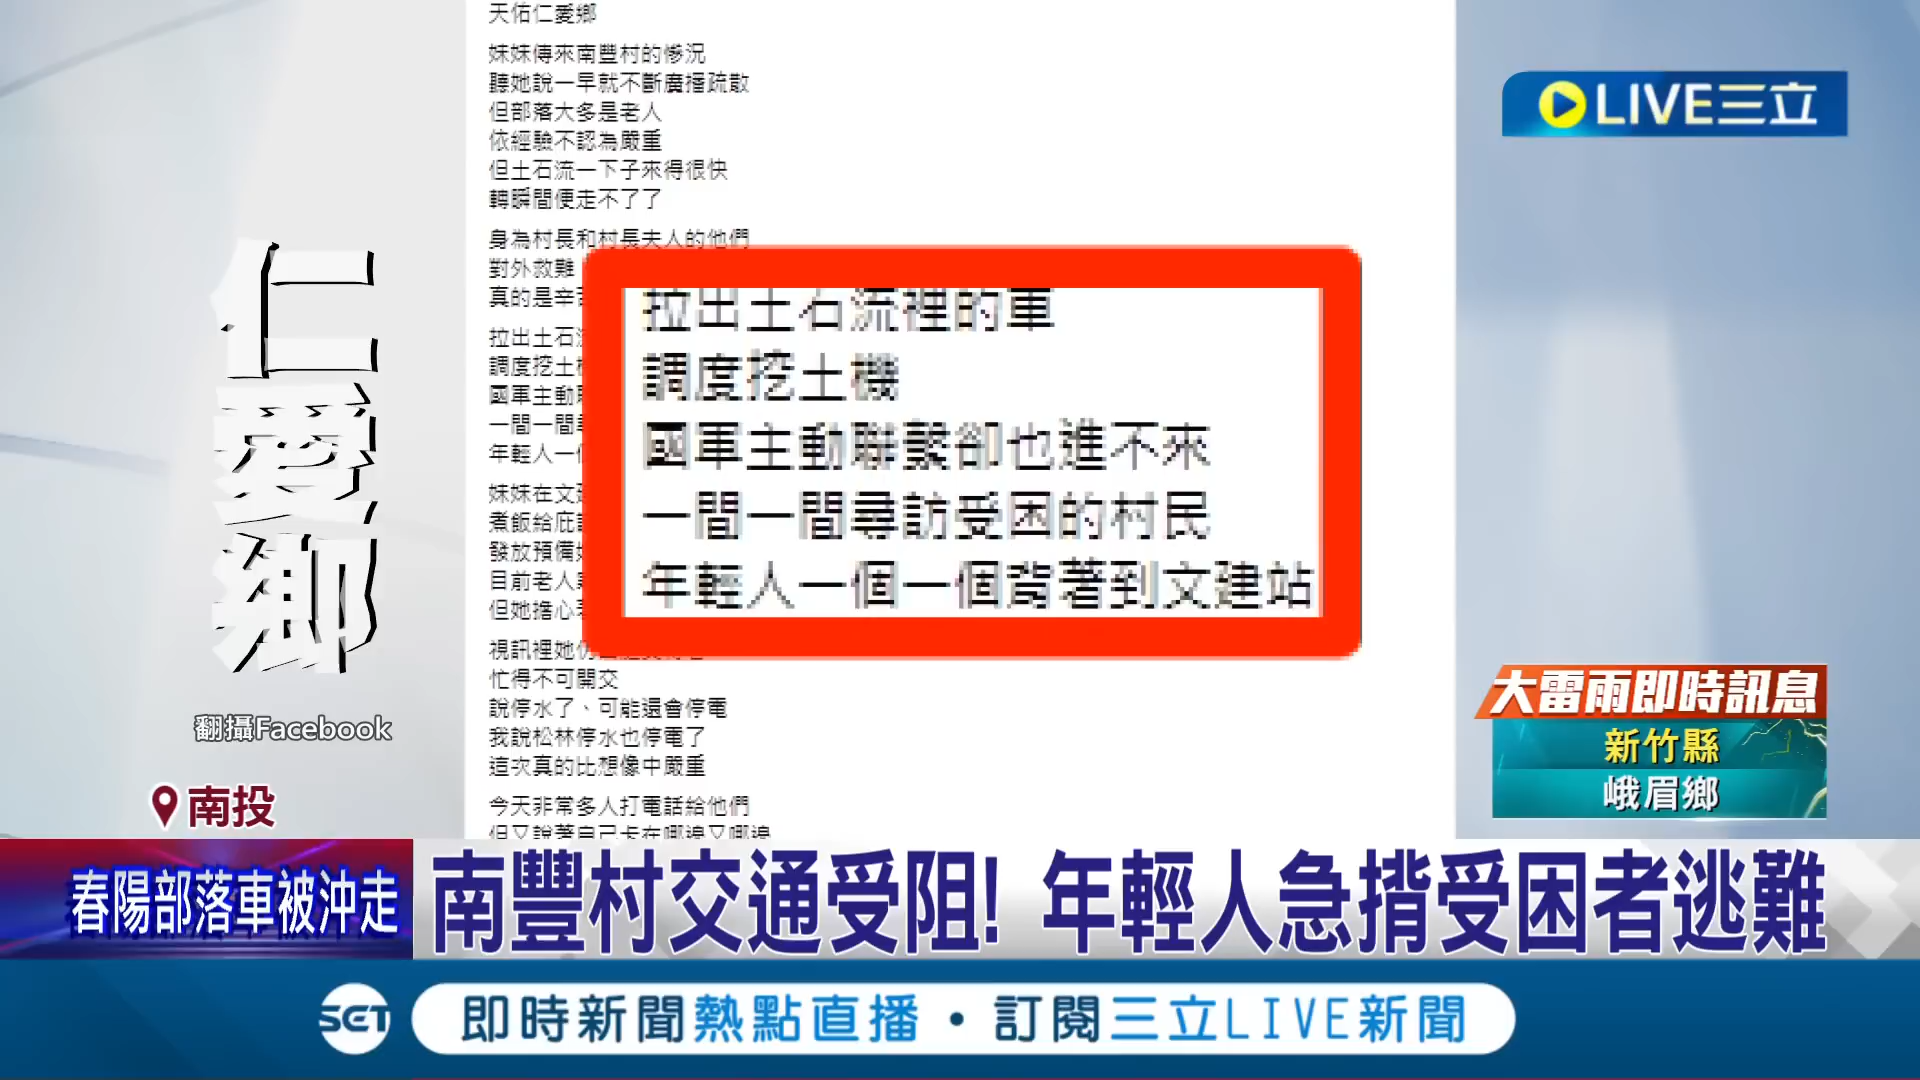 天佑仁愛鄉
妹妹傳來南豐村的慘況
聽她說一早就不斷廣播疏散
但部落大多是老人
依經驗不認為嚴重
但土石流一下子來得很快
轉瞬間便走不了了
身為村長和村長夫人的他們
對外救難
真的是辛
拉出土石
調度挖土
國軍主動
一間一間
年輕人一
妹妹在文
煮飯給庇
發放預備
目前老人
但她擔心
視訊裡她
忙得不可開交
說停水了、可能還會停電
我說松林停水也停電了
這次真的比想像中嚴重
今天非常多人打電話給他們
但又說著自己卡在哪邊又哪邊
拉出土石流裡的車
調度挖土機
國軍主動聯繫卻也進不來
一間一間尋訪受困的村民
年輕人一個一個背著到文建站
仁愛鄉
翻攝Facebook
南投
LIVE三立
大雷雨即時訊息
新竹縣
峨眉鄉
春陽部落車被沖走
南豐村交通受阻! 年輕人急揹受困者逃難
SET
即時新聞熱點直播・訂閱三立LIVE新聞